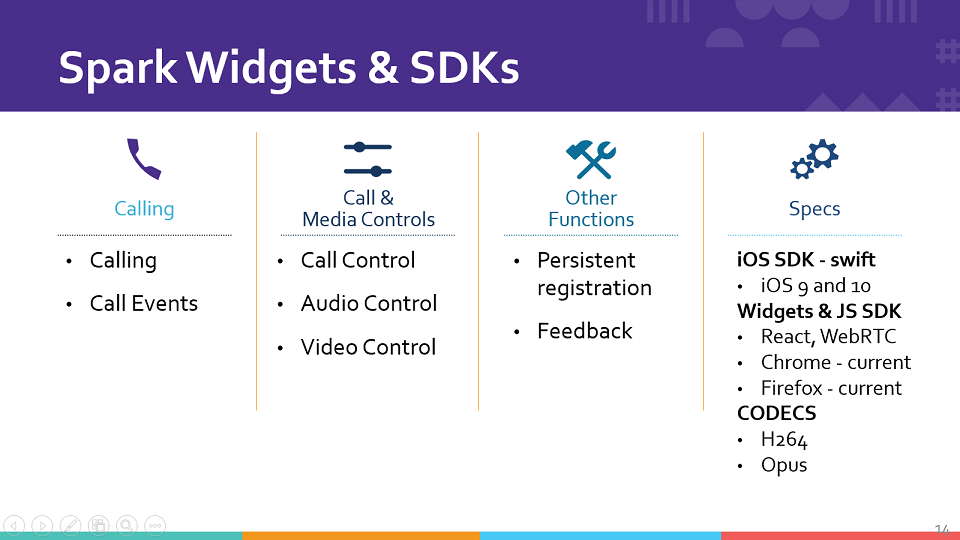 Spark Widgets & SDKs
Calling
• Calling
• Call Events
Call &
Media Controls
• Call Control
• Audio Control
• Video Control
Other
Functions
• Persistent
registration
• Feedback
Specs
iOS SDK - swift
• iOS 9 and 10
Widgets & JS SDK
• React, WebRTC
• Chrome - current
• Firefox - current
CODECS
• H264
• Opus
14